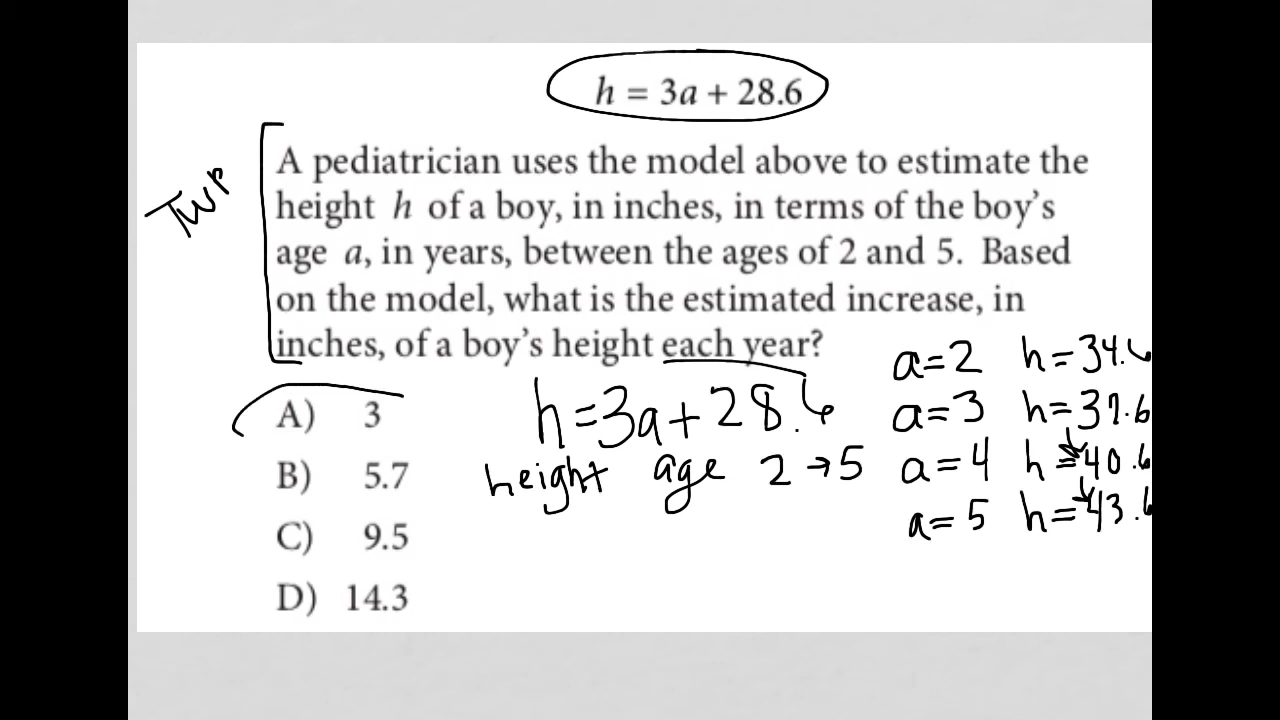 h = 3a + 28.6
TWP
A pediatrician uses the model above to estimate the
height h of a boy, in inches, in terms of the boy's
age a, in years, between the ages of 2 and 5. Based
on the model, what is the estimated increase, in
inches, of a boy's height each year?
A) 3
B) 5.7
C) 9.5
D) 14.3
h=3a+28.6
height age 2→5
a=2 h=34.6
a=3 h=37.6
a=4 h=40.6
a=5 h=43.6